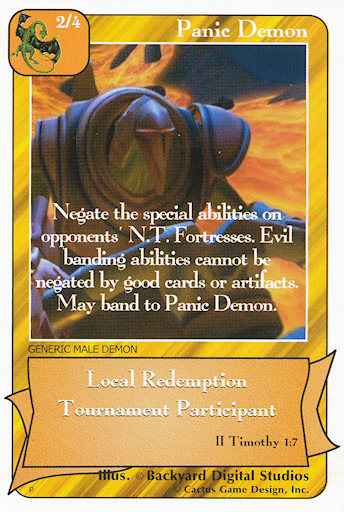 2/4
Panic Demon
Negate the special abilities on
opponents' N.T. Fortresses. Evil
banding abilities cannot be
negated by good cards or artifacts.
May band to Panic Demon.
GENERIC MALE DEMON
Local Redemption
Tournament Participant
II Timothy 1:7
Illus. © Backyard Digital Studios
P
© Cactus Game Design, Inc.